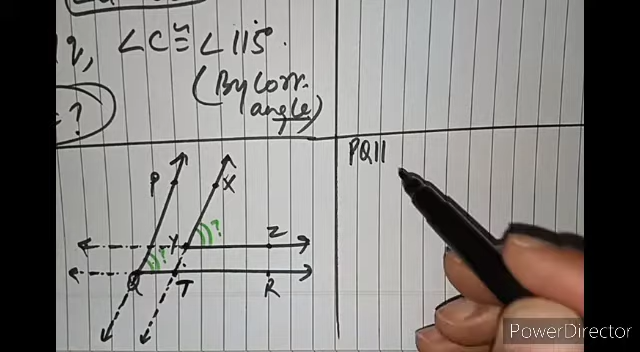 ∠C ≅ ∠115°.
(By corr.
angle)
?
PQ||
P
X
Y
?
Z
?
Q
T
R
PowerDirector